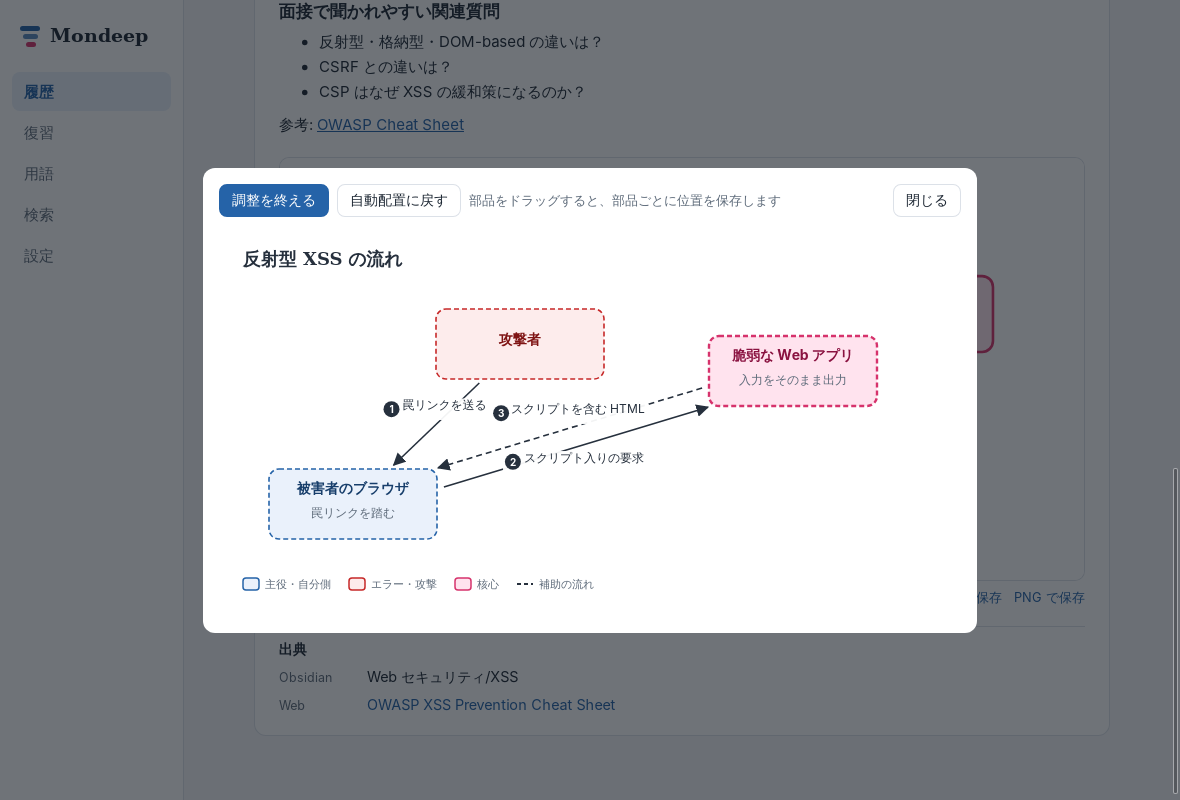 Mondeep
履歴
復習
用語
検索
設定
面接で聞かれやすい関連質問
反射型・格納型・DOM-based の違いは？
CSRF との違いは？
CSP はなぜ XSS の緩和策になるのか？
参考: OWASP Cheat Sheet
調整を終える 自動配置に戻す 部品をドラッグすると、部品ごとに位置を保存します 閉じる
反射型 XSS の流れ
攻撃者
脆弱な Web アプリ
入力をそのまま出力
1 罠リンクを送る
3 スクリプトを含む HTML
2 スクリプト入りの要求
被害者のブラウザ
罠リンクを踏む
主役・自分側 エラー・攻撃 核心 補助の流れ
保存 PNG で保存
出典
Obsidian Web セキュリティ/XSS
Web OWASP XSS Prevention Cheat Sheet